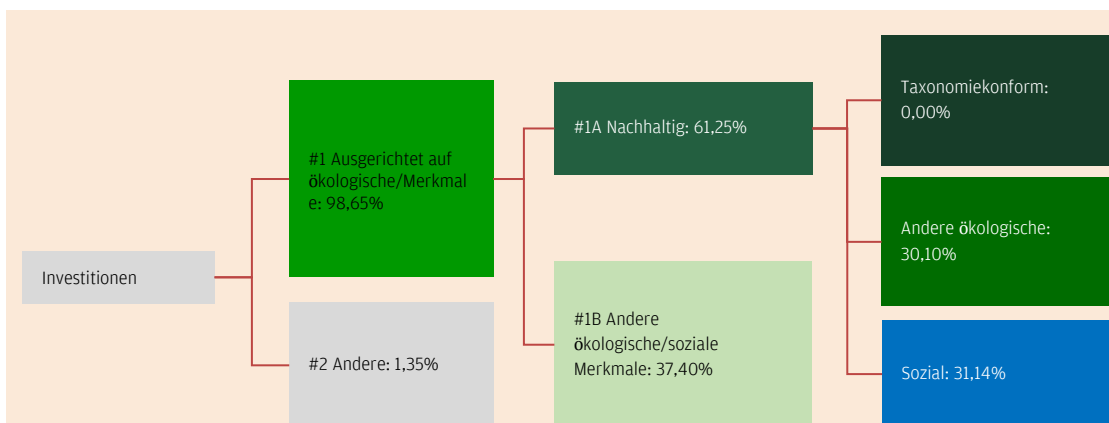 Investitionen
#1 Ausgerichtet auf
ökologische/Merkmal
e: 98,65%
#2 Andere: 1,35%
#1A Nachhaltig: 61,25%
#1B Andere
ökologische/soziale
Merkmale: 37,40%
Taxonomiekonform:
0,00%
Andere ökologische:
30,10%
Sozial: 31,14%